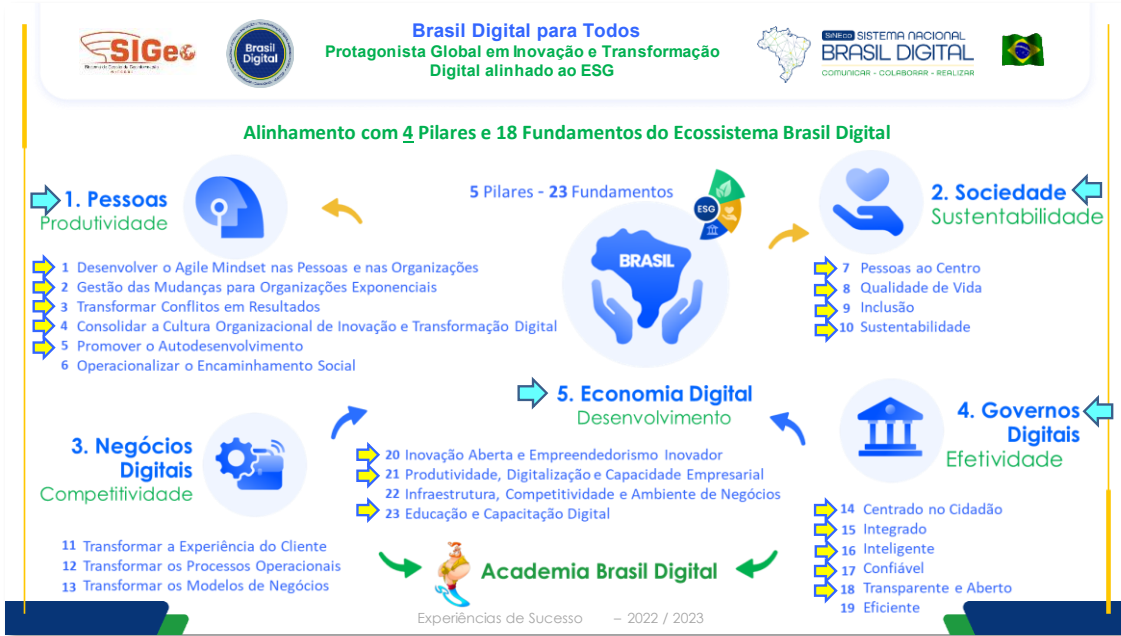 SIGeo
Brasil
Digital
Brasil Digital para Todos
Protagonista Global em Inovação e Transformação
Digital alinhado ao ESG
SiNEco SISTEMA NACIONAL
BRASIL DIGITAL
COMUNICAR - COLABORAR - REALIZAR
Alinhamento com 4 Pilares e 18 Fundamentos do Ecossistema Brasil Digital
1. Pessoas
Produtividade
5 Pilares - 23 Fundamentos
ESG
BRASIL
2. Sociedade
Sustentabilidade
1 Desenvolver o Agile Mindset nas Pessoas e nas Organizações
2 Gestão das Mudanças para Organizações Exponenciais
3 Transformar Conflitos em Resultados
4 Consolidar a Cultura Organizacional de Inovação e Transformação Digital
5 Promover o Autodesenvolvimento
6 Operacionalizar o Encaminhamento Social
7 Pessoas ao Centro
8 Qualidade de Vida
9 Inclusão
10 Sustentabilidade
3. Negócios
Digitais
Competitividade
5. Economia Digital
Desenvolvimento
4. Governos
Digitais
Efetividade
20 Inovação Aberta e Empreendedorismo Inovador
21 Produtividade, Digitalização e Capacidade Empresarial
22 Infraestrutura, Competitividade e Ambiente de Negócios
23 Educação e Capacitação Digital
11 Transformar a Experiência do Cliente
12 Transformar os Processos Operacionais
13 Transformar os Modelos de Negócios
14 Centrado no Cidadão
15 Integrado
16 Inteligente
17 Confiável
18 Transparente e Aberto
19 Eficiente
Academia Brasil Digital
Experiências de Sucesso – 2022 / 2023